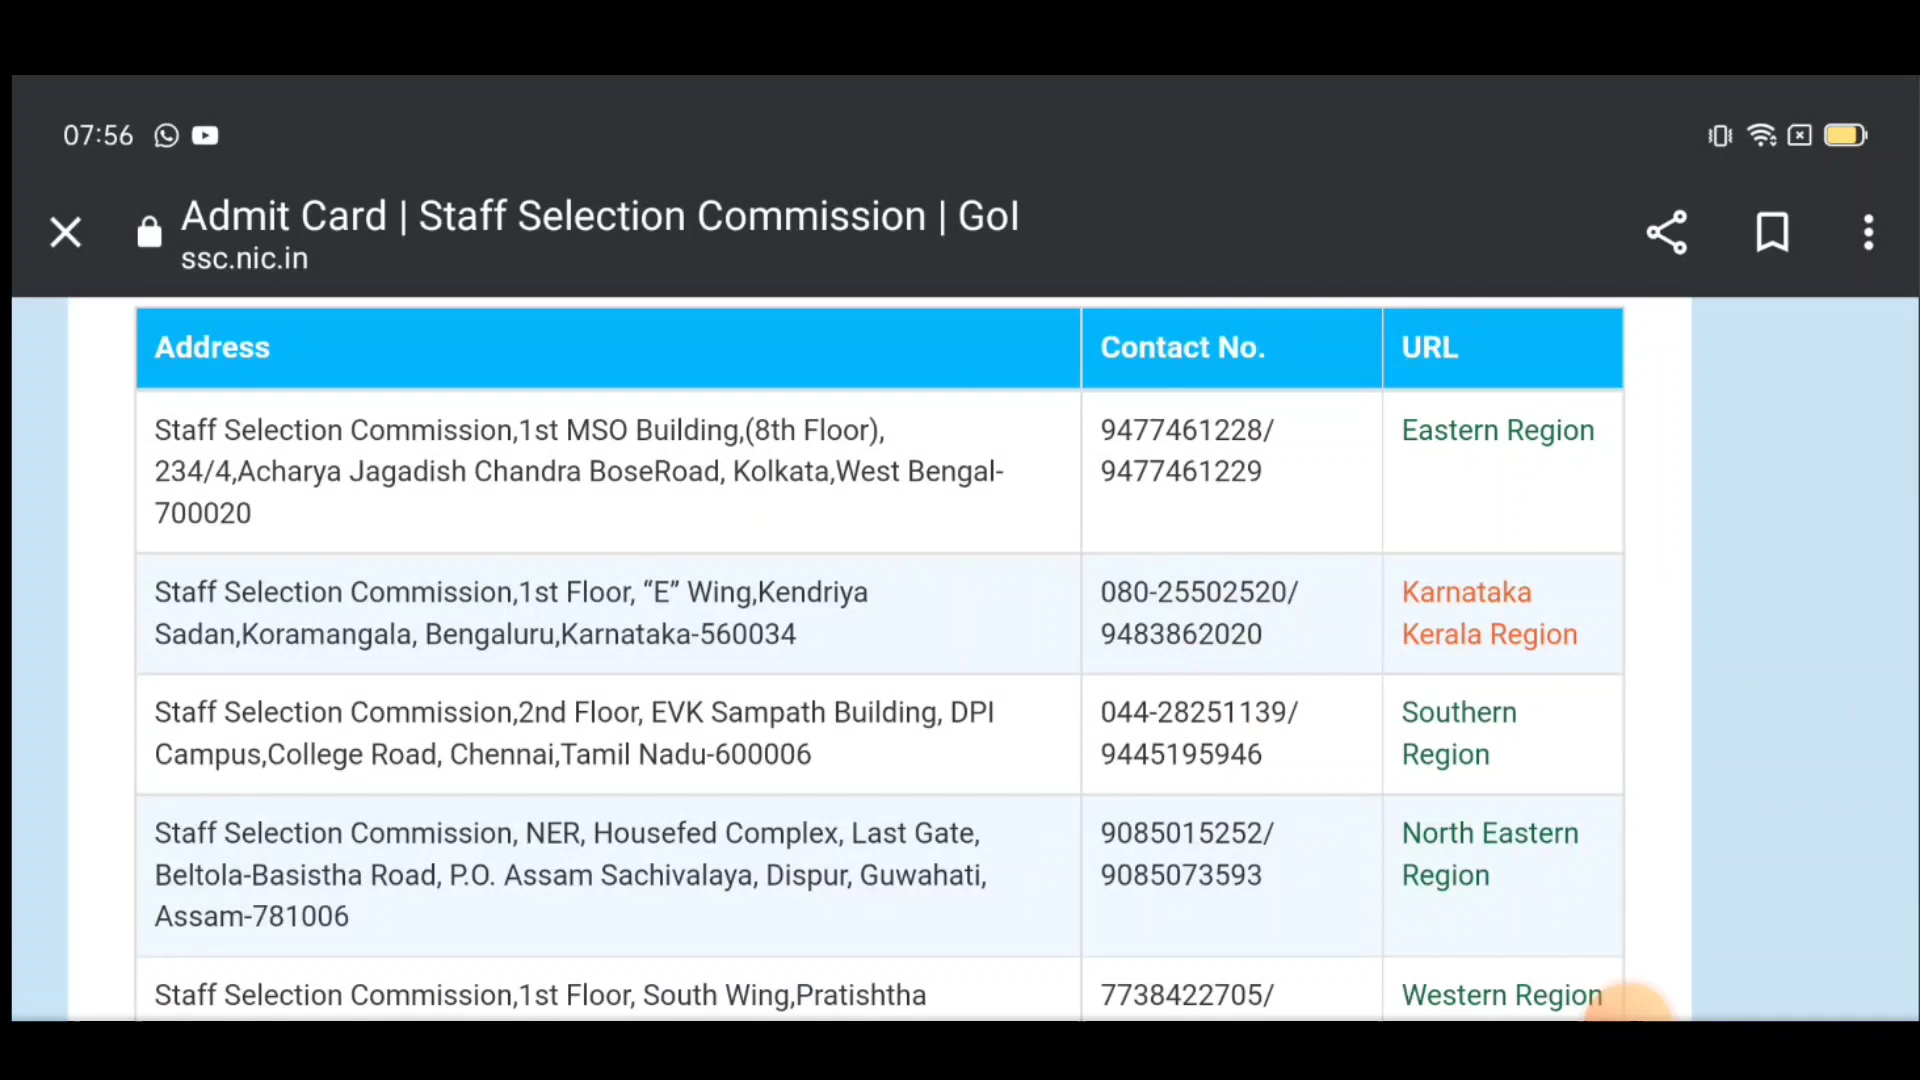 07:56
Admit Card | Staff Selection Commission | GoI
ssc.nic.in
Address
Contact No.
URL
Staff Selection Commission,1st MSO Building,(8th Floor),
234/4,Acharya Jagadish Chandra BoseRoad, Kolkata,West Bengal-
700020
9477461228/
9477461229
Eastern Region
Staff Selection Commission,1st Floor, “E” Wing,Kendriya
Sadan,Koramangala, Bengaluru,Karnataka-560034
080-25502520/
9483862020
Karnataka
Kerala Region
Staff Selection Commission,2nd Floor, EVK Sampath Building, DPI
Campus,College Road, Chennai,Tamil Nadu-600006
044-28251139/
9445195946
Southern
Region
Staff Selection Commission, NER, Housefed Complex, Last Gate,
Beltola-Basistha Road, P.O. Assam Sachivalaya, Dispur, Guwahati,
Assam-781006
9085015252/
9085073593
North Eastern
Region
Staff Selection Commission,1st Floor, South Wing,Pratishtha
7738422705/
Western Region